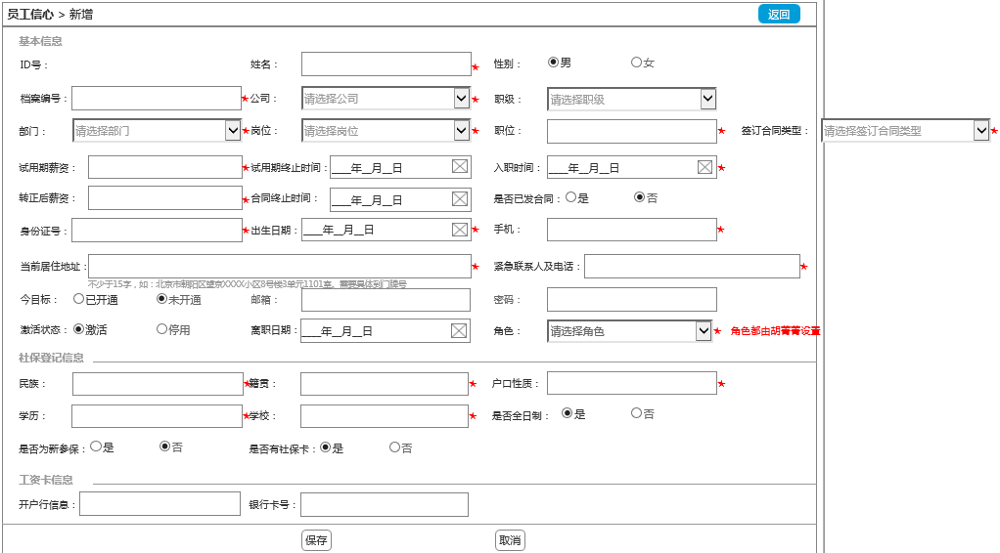 员工信心 > 新增 返回
基本信息
ID号： 姓名： * 性别： 男 女
档案编号： * 公司： 请选择公司 * 职级： 请选择职级
部门： 请选择部门 * 岗位： 请选择岗位 * 职位： * 签订合同类型： 请选择签订合同类型 *
试用期薪资： * 试用期终止时间： ____年__月__日 入职时间： ____年__月__日 *
转正后薪资： * 合同终止时间： ____年__月__日 是否已发合同： 是 否
身份证号： * 出生日期： ____年__月__日 * 手机： *
当前居住地址： * 紧急联系人及电话： *
不少于15字，如：北京市朝阳区望京XXXX小区8号楼3单元1101室。需要具体到门牌号
今目标： 已开通 未开通 邮箱： 密码：
激活状态： 激活 停用 离职日期： ____年__月__日 角色： 请选择角色 * 角色都由胡菁菁设置
社保登记信息
民族： * 籍贯： * 户口性质： *
学历： * 学校： * 是否全日制： 是 否
是否为新参保： 是 否 是否有社保卡： 是 否
工资卡信息
开户行信息： 银行卡号：
保存 取消